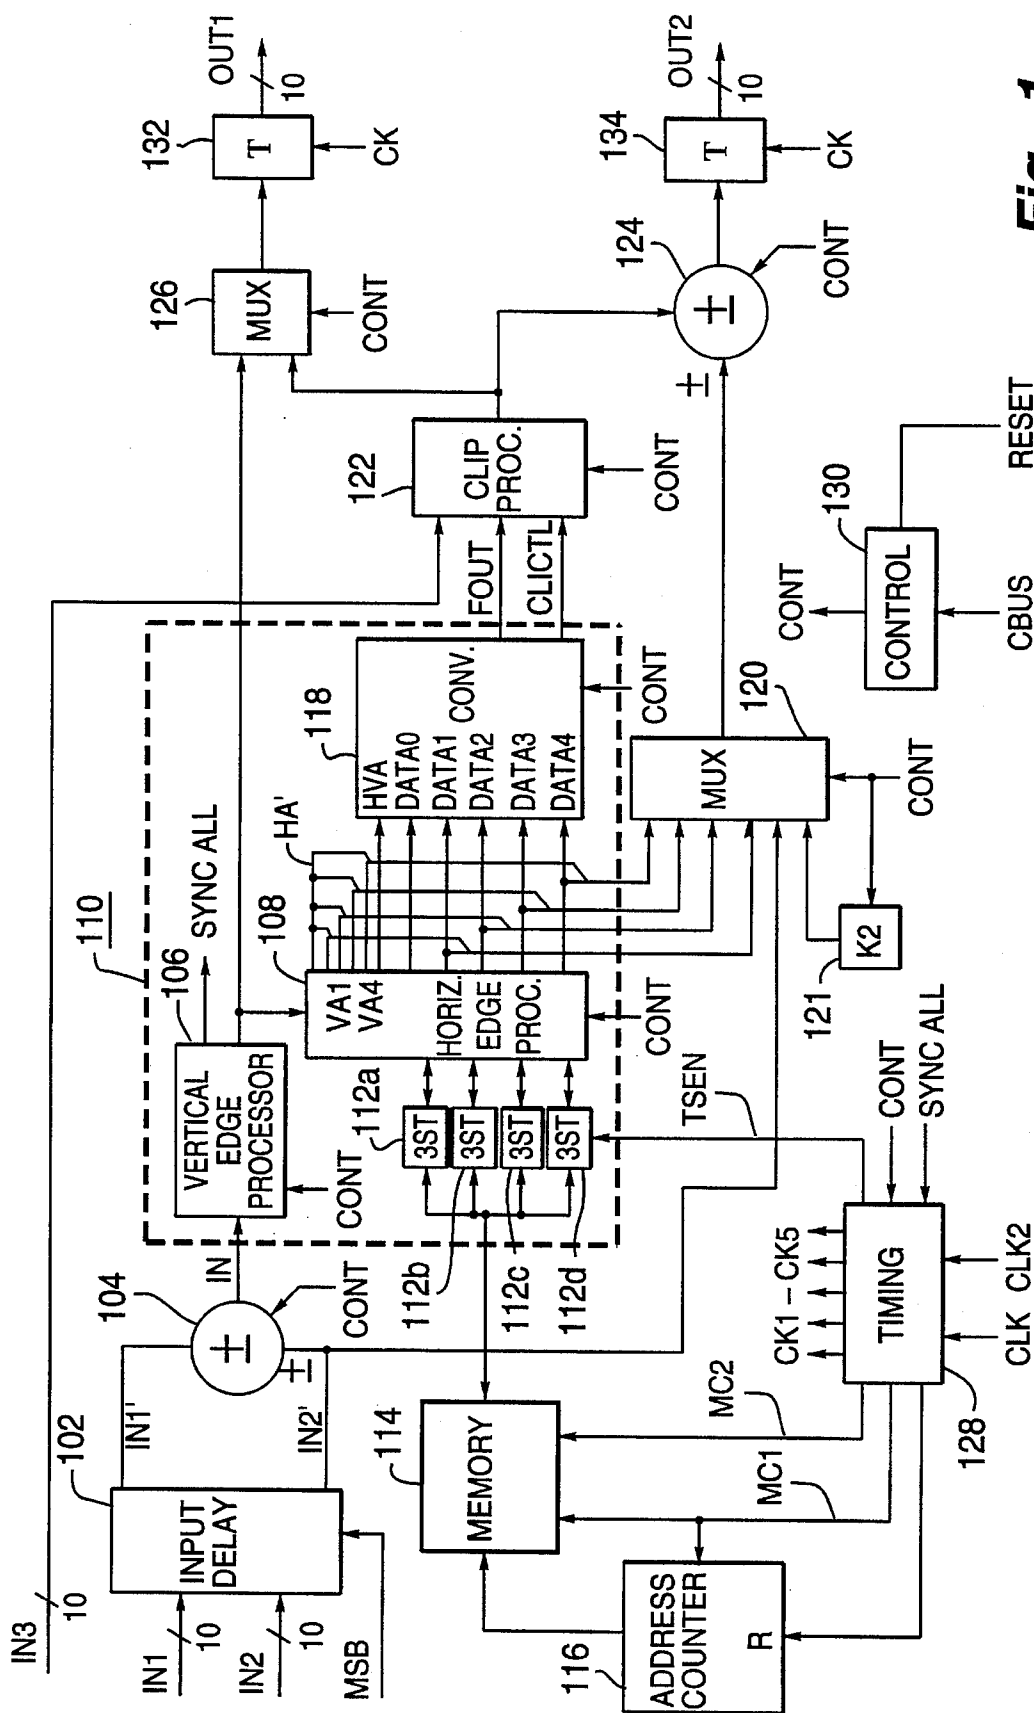 IN3
10
IN1
10
IN2
10
MSB
102
INPUT
DELAY
IN1'
IN2'
104
±
±
CONT
IN
110
106
VERTICAL
EDGE
PROCESSOR
CONT
SYNC ALL
108
VA1
VA4
HORIZ.
EDGE
PROC.
CONT
HA'
112a
3ST
3ST
3ST
3ST
112b
112c
112d
118
HVA
DATA0
DATA1
DATA2
DATA3
DATA4
CONV.
CONT
FOUT
CLICTL
122
CLIP
PROC.
CONT
126
MUX
CONT
132
T
CK
OUT1
10
124
±
±
CONT
134
T
CK
OUT2
10
114
MEMORY
116
ADDRESS
COUNTER
R
MC1
MC2
128
TIMING
CK1 – CK5
CLK
CLK2
CONT
SYNC ALL
TSEN
120
MUX
CONT
121
K2
130
CONTROL
CONT
CBUS
RESET